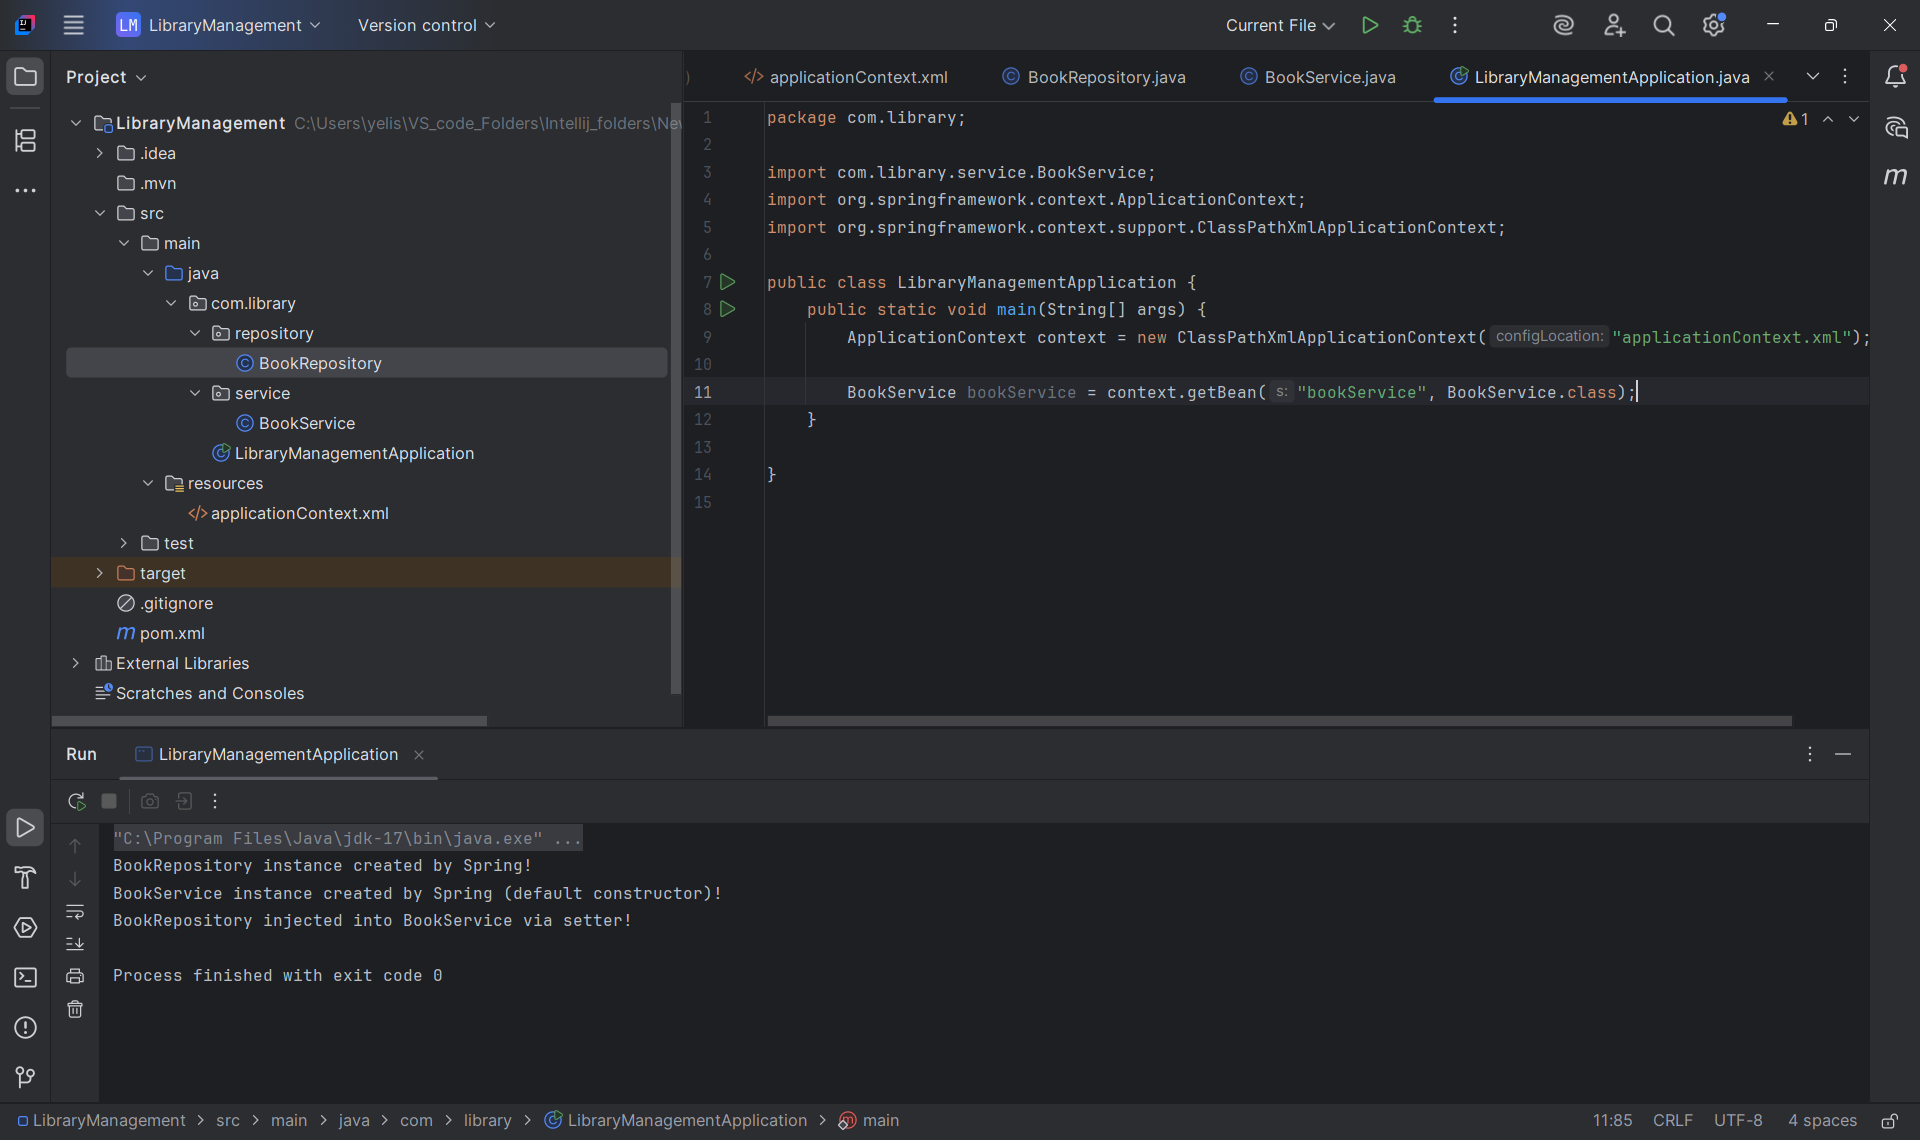 LM LibraryManagement Version control Current File
Project
LibraryManagement C:\Users\yelis\VS_code_Folders\Intellij_folders\Ne
.idea
.mvn
src
main
java
com.library
repository
BookRepository
service
BookService
LibraryManagementApplication
resources
applicationContext.xml
test
target
.gitignore
m pom.xml
External Libraries
Scratches and Consoles
applicationContext.xml BookRepository.java BookService.java LibraryManagementApplication.java
1 package com.library; 1
2
3 import com.library.service.BookService;
4 import org.springframework.context.ApplicationContext;
5 import org.springframework.context.support.ClassPathXmlApplicationContext;
6
7 public class LibraryManagementApplication {
8 public static void main(String[] args) {
9 ApplicationContext context = new ClassPathXmlApplicationContext( configLocation: "applicationContext.xml");
10
11 BookService bookService = context.getBean( s: "bookService", BookService.class);
12 }
13
14 }
15
m
Run LibraryManagementApplication
"C:\Program Files\Java\jdk-17\bin\java.exe" ...
BookRepository instance created by Spring!
BookService instance created by Spring (default constructor)!
BookRepository injected into BookService via setter!
Process finished with exit code 0
LibraryManagement > src > main > java > com > library > LibraryManagementApplication > main 11:85 CRLF UTF-8 4 spaces